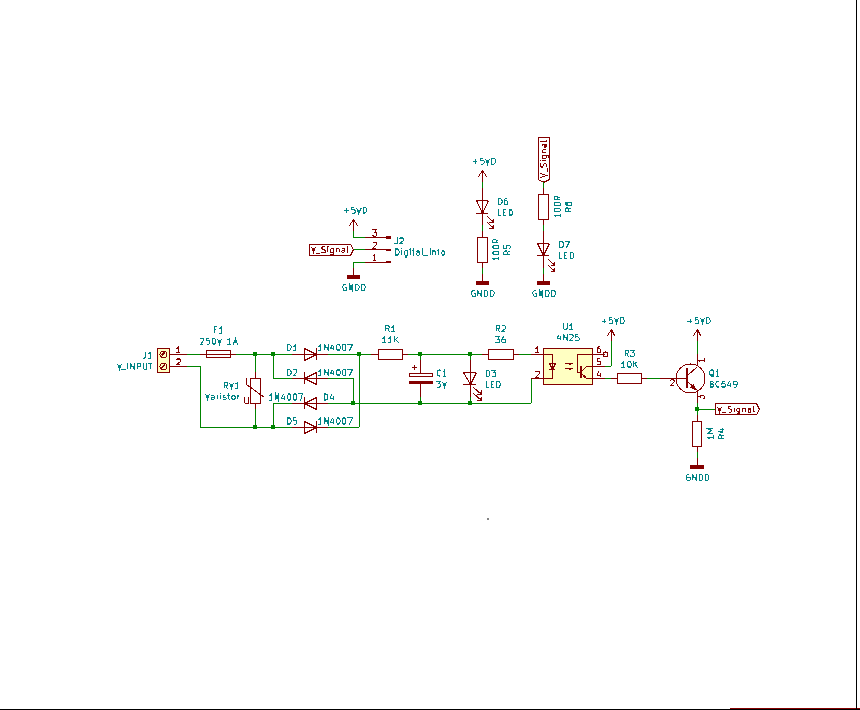 V_Signal
+5VD
D6
LED
100R
R5
GNDD
100R
R6
D7
LED
GNDD
+5VD
V_Signal
3
2
1
J2
Digital_Into
GNDD
J1
V_INPUT
1
2
F1
250V 1A
RV1
Varistor
D1
1N4007
D2
1N4007
1N4007
D4
D5
1N4007
R1
11K
+
C1
3V
D3
LED
R2
36
U1
4N25
1
2
6
5
4
+5VD
R3
10K
+5VD
1
2
3
Q1
BC549
V_Signal
1M
R4
GNDD